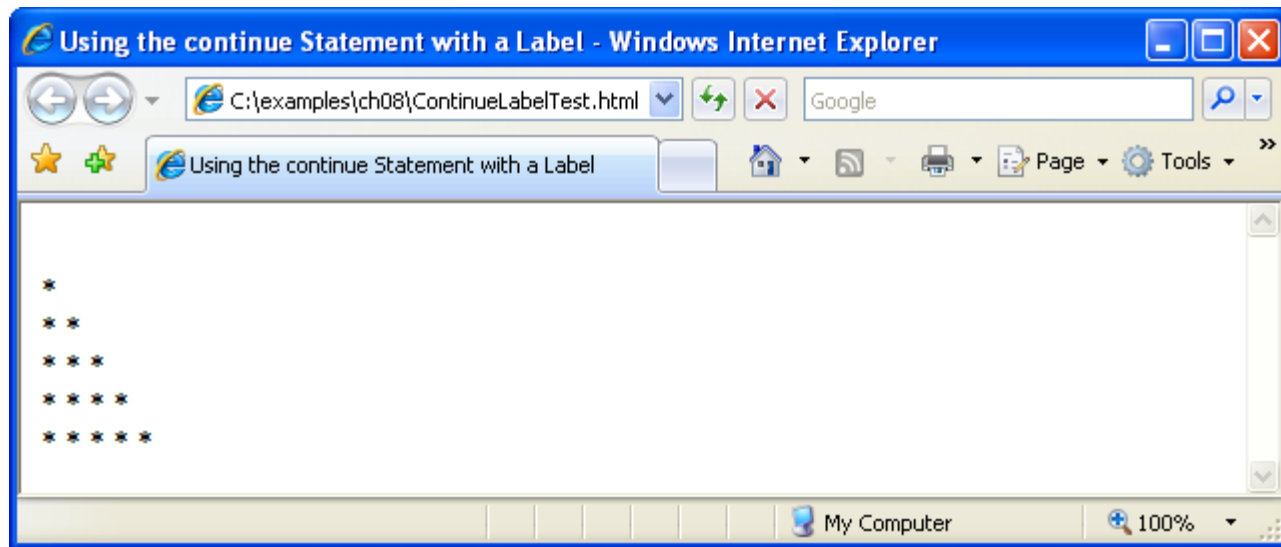 Using the continue Statement with a Label - Windows Internet Explorer
C:\examples\ch08\ContinueLabelTest.html
Google
Using the continue Statement with a Label
Page
Tools
»
*
* *
* * *
* * * *
* * * * *
My Computer
100%